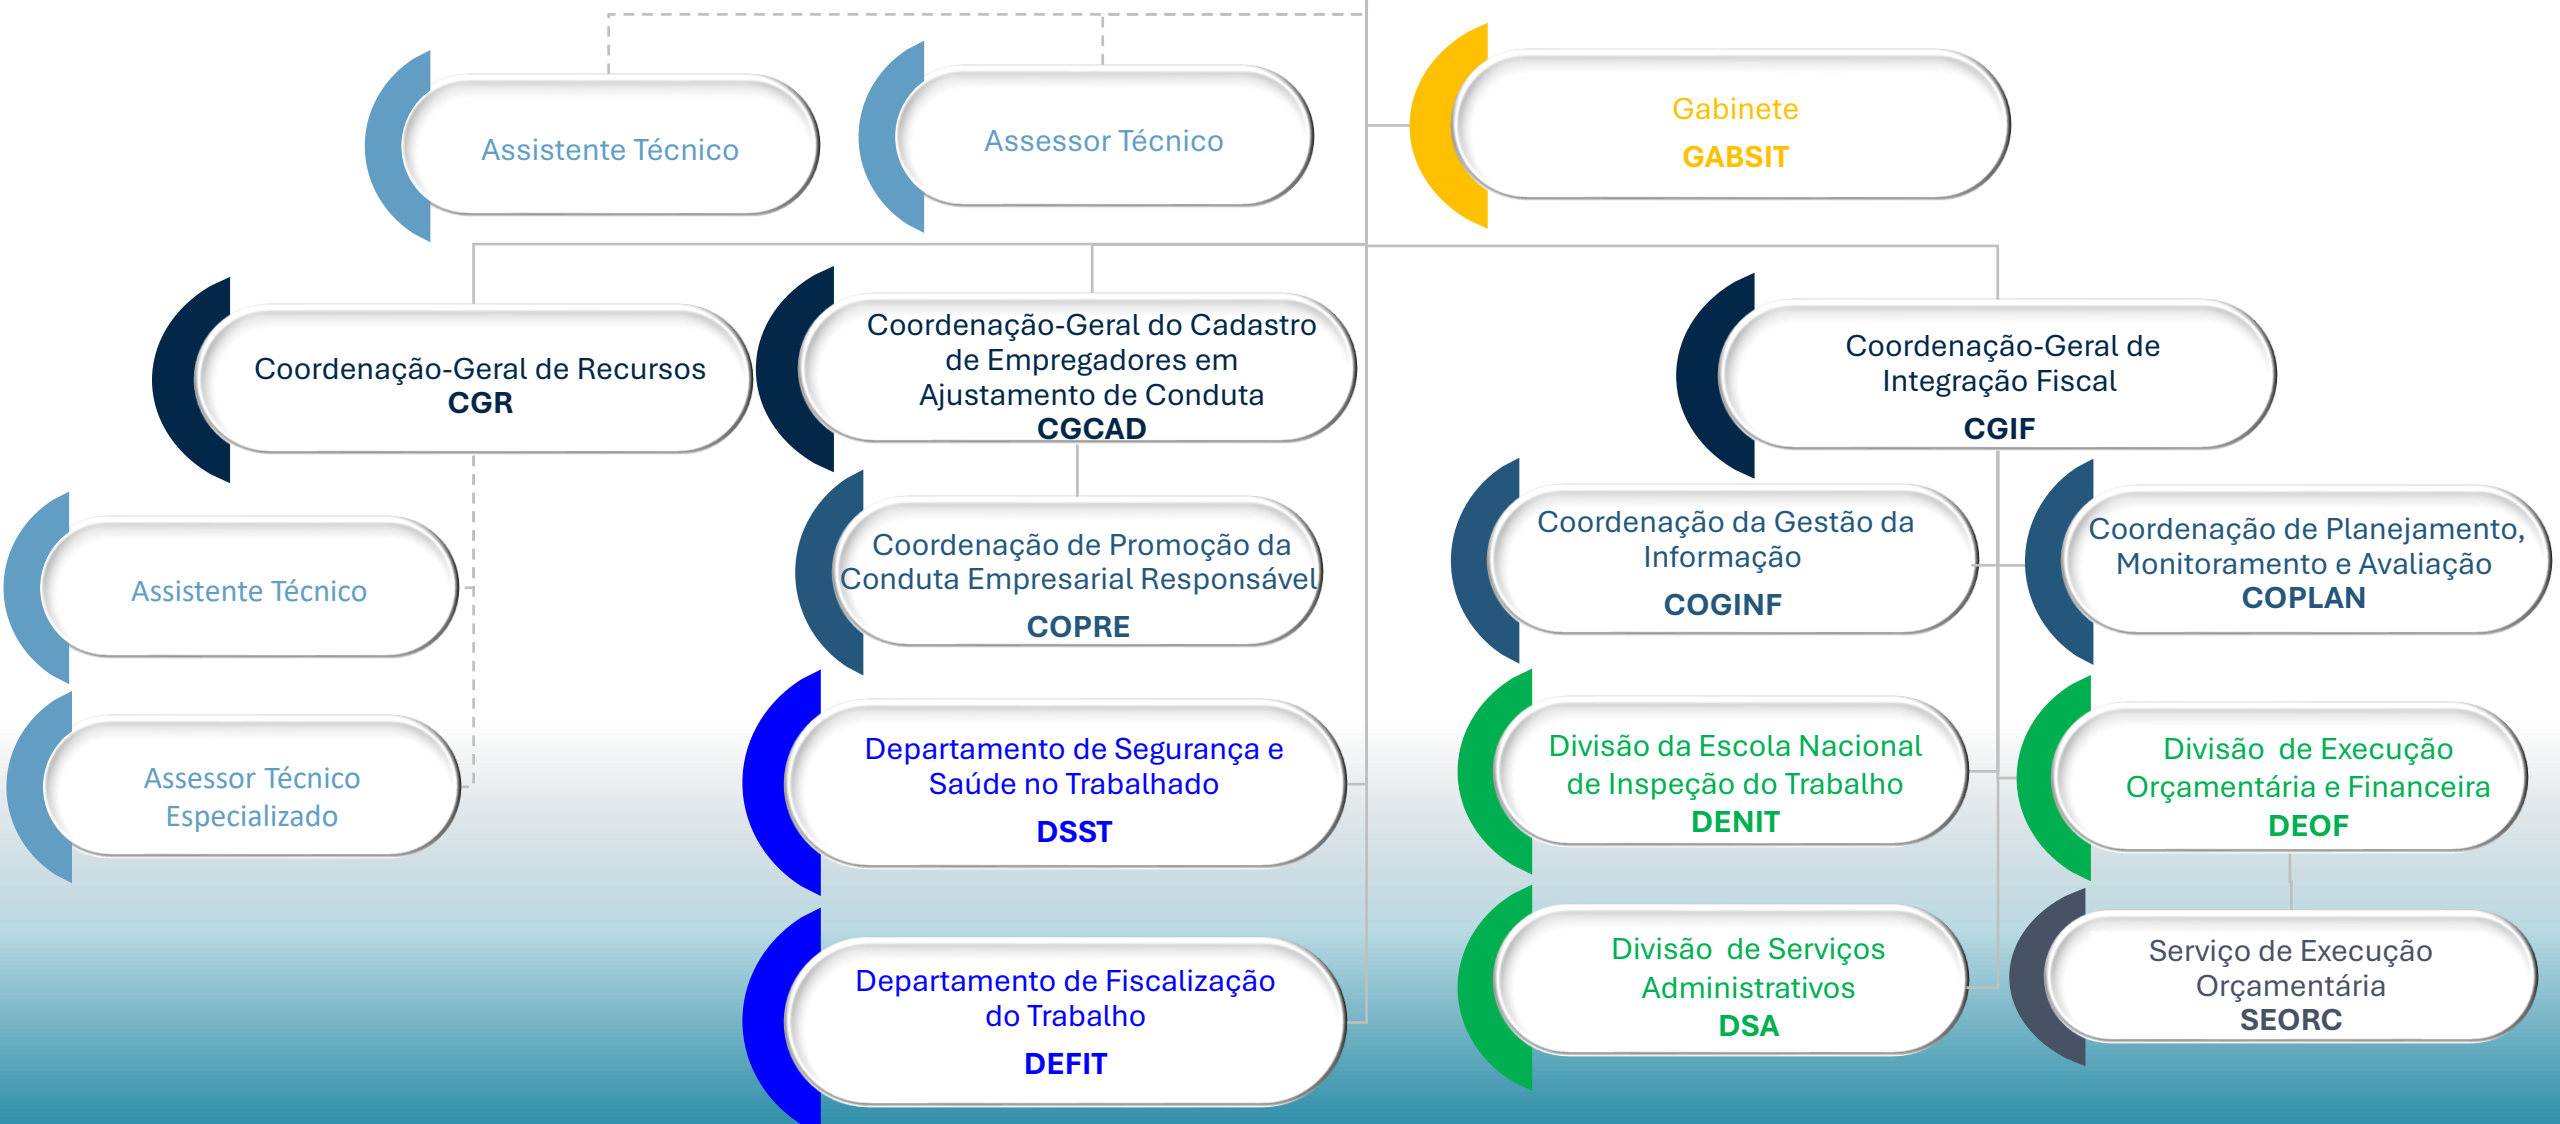 Assistente Técnico
Assessor Técnico
Gabinete
GABSIT
Coordenação-Geral de Recursos
CGR
Coordenação-Geral do Cadastro
de Empregadores em
Ajustamento de Conduta
CGCAD
Coordenação-Geral de
Integração Fiscal
CGIF
Assistente Técnico
Coordenação de Promoção da
Conduta Empresarial Responsável
COPRE
Coordenação da Gestão da
Informação
COGINF
Coordenação de Planejamento,
Monitoramento e Avaliação
COPLAN
Assessor Técnico
Especializado
Departamento de Segurança e
Saúde no Trabalhado
DSST
Divisão da Escola Nacional
de Inspeção do Trabalho
DENIT
Divisão  de Execução
Orçamentária e Financeira
DEOF
Departamento de Fiscalização
do Trabalho
DEFIT
Divisão  de Serviços
Administrativos
DSA
Serviço de Execução
Orçamentária
SEORC